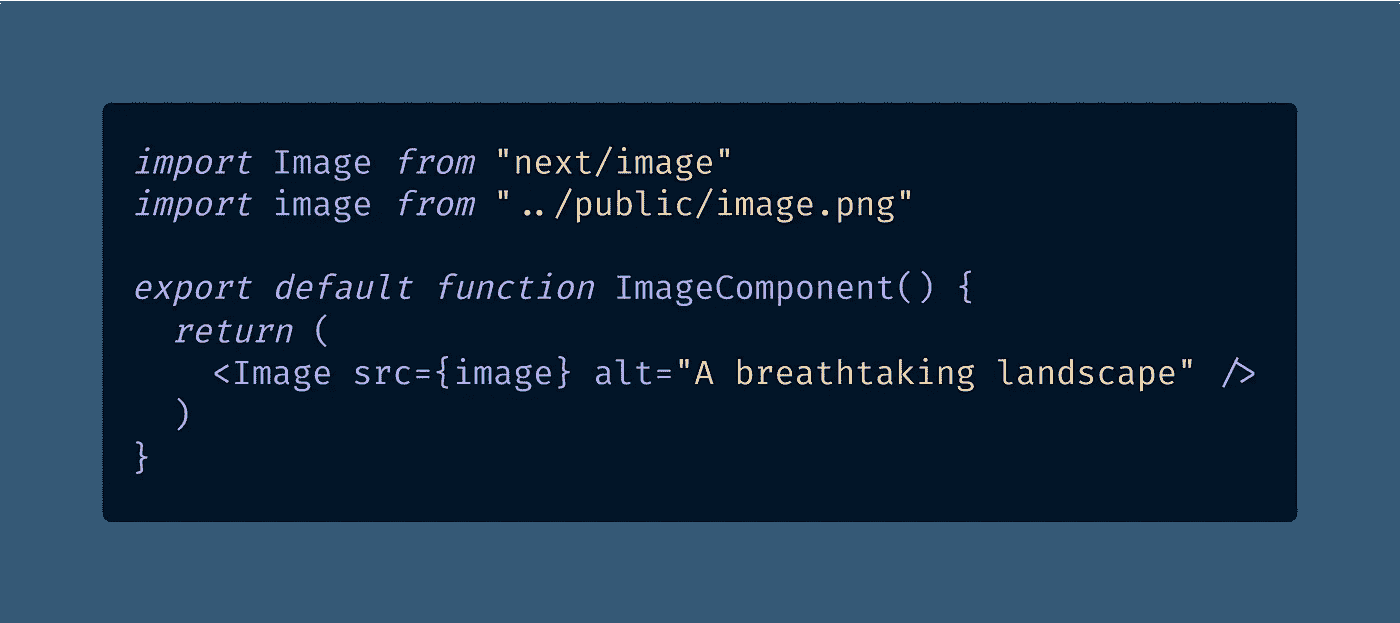 import Image from "next/image"
import image from "../public/image.png"

export default function ImageComponent() {
  return (
    <Image src={image} alt="A breathtaking landscape" />
  )
}